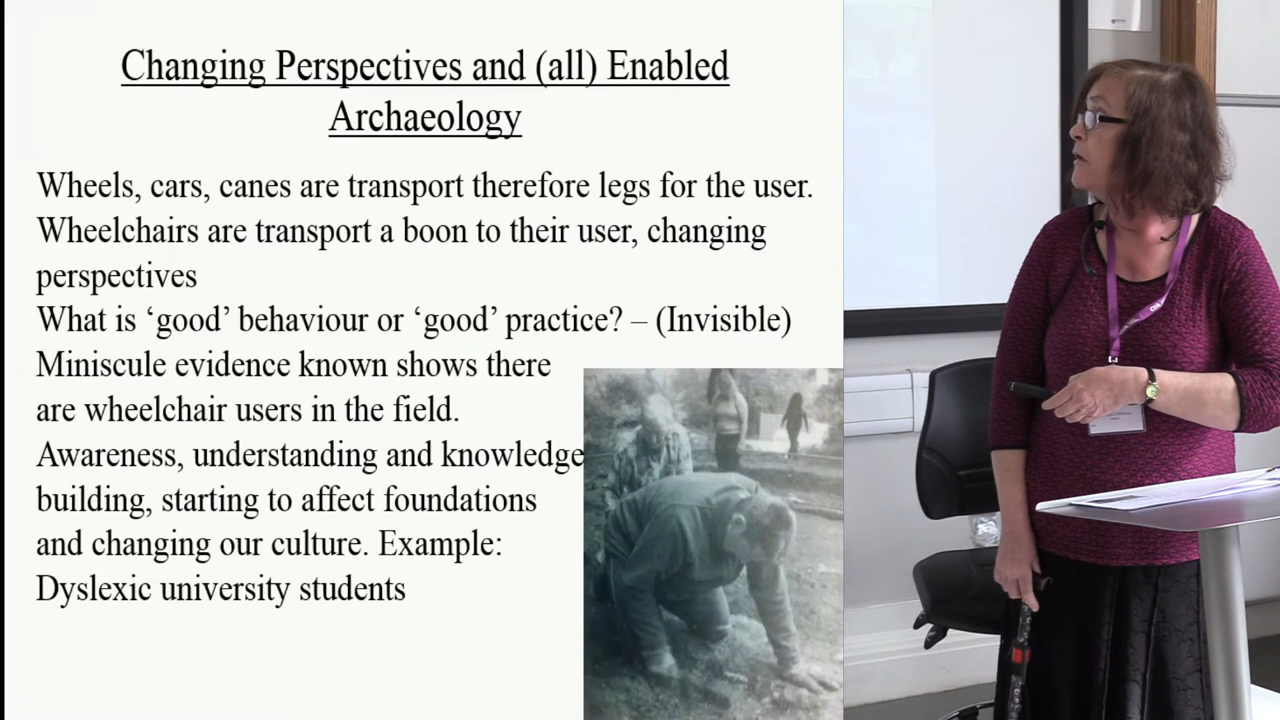 Changing Perspectives and (all) Enabled
Archaeology
Wheels, cars, canes are transport therefore legs for the user.
Wheelchairs are transport a boon to their user, changing
perspectives
What is ‘good’ behaviour or ‘good’ practice? – (Invisible)
Miniscule evidence known shows there
are wheelchair users in the field.
Awareness, understanding and knowledge
building, starting to affect foundations
and changing our culture. Example:
Dyslexic university students